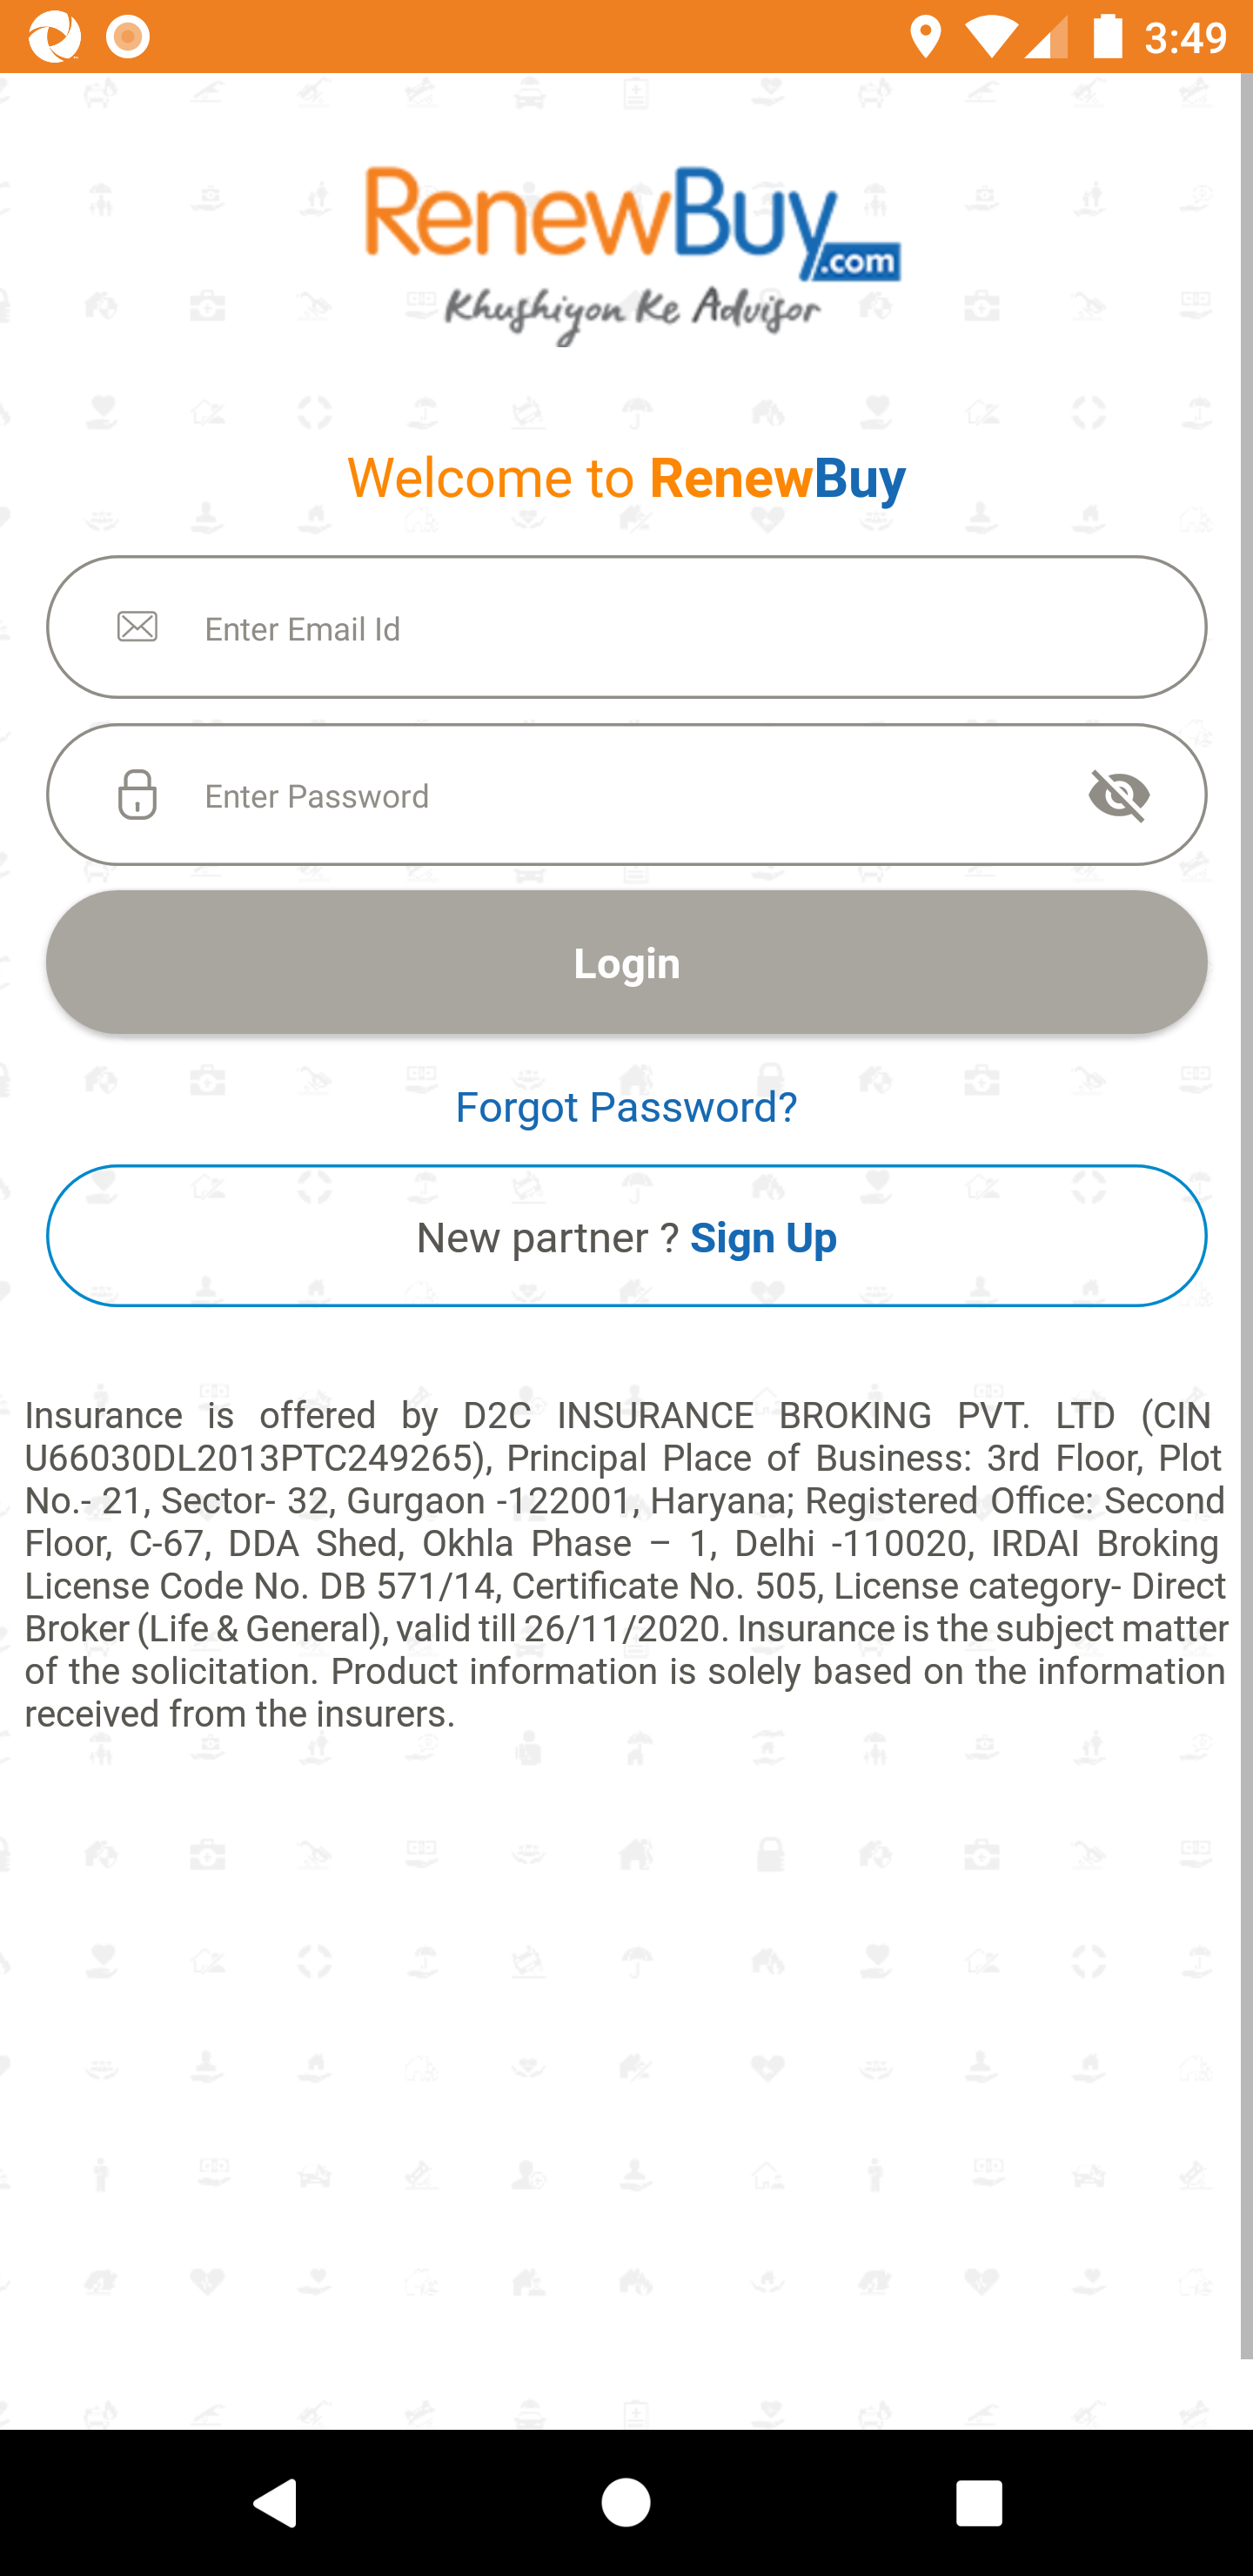 3:49
RenewBuy
.com
Khushiyon Ke Advisor
Welcome to RenewBuy
Enter Email Id
Enter Password
Login
Forgot Password?
New partner ? Sign Up
Insurance is offered by D2C INSURANCE BROKING PVT. LTD (CIN
U66030DL2013PTC249265), Principal Place of Business: 3rd Floor, Plot
No.- 21, Sector- 32, Gurgaon -122001, Haryana; Registered Office: Second
Floor, C-67, DDA Shed, Okhla Phase – 1, Delhi -110020, IRDAI Broking
License Code No. DB 571/14, Certificate No. 505, License category- Direct
Broker (Life & General), valid till 26/11/2020. Insurance is the subject matter
of the solicitation. Product information is solely based on the information
received from the insurers.